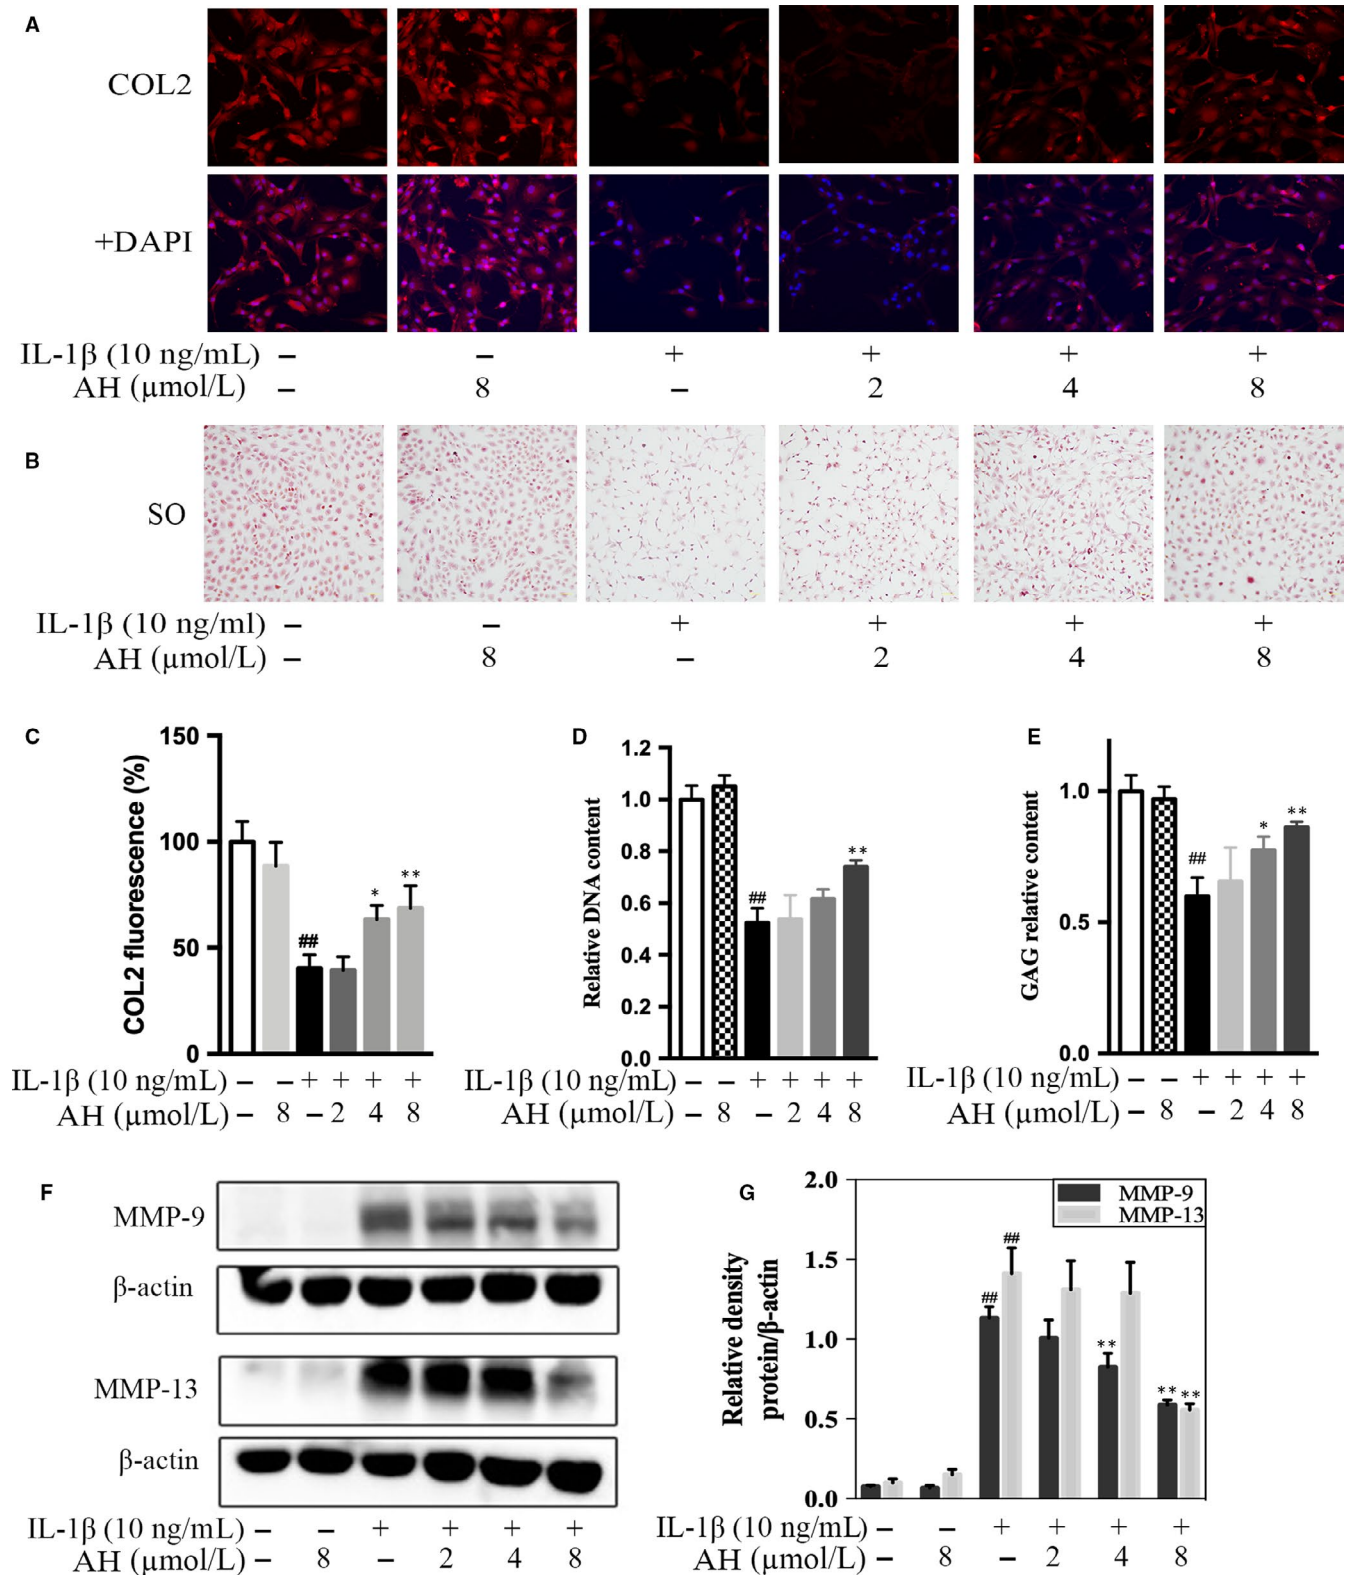 A
COL2
+DAPI
IL-1β (10 ng/mL) – – + + + +
AH (μmol/L) – 8 – 2 4 8
B
SO
IL-1β (10 ng/ml) – – + + + +
AH (μmol/L) – 8 – 2 4 8
C
COL2 fluorescence (%)
150
100
50
0
##
*
**
IL-1β (10 ng/mL) – – + + + +
AH (μmol/L) – 8 – 2 4 8
D
Relative DNA content
1.2
1.0
0.8
0.6
0.4
0.2
0.0
##
**
IL-1β (10 ng/mL) – – + + + +
AH (μmol/L) – 8 – 2 4 8
E
GAG relative content
1.0
0.5
0.0
##
*
**
IL-1β (10 ng/mL) – – + + + +
AH (μmol/L) – 8 – 2 4 8
F
MMP-9
β-actin
MMP-13
β-actin
IL-1β (10 ng/mL) – – + + + +
AH (μmol/L) – 8 – 2 4 8
G
Relative density
protein/β-actin
2.0
1.5
1.0
0.5
0.0
MMP-9
MMP-13
##
##
**
**
**
IL-1β (10 ng/mL) – – + + + +
AH (μmol/L) – 8 – 2 4 8